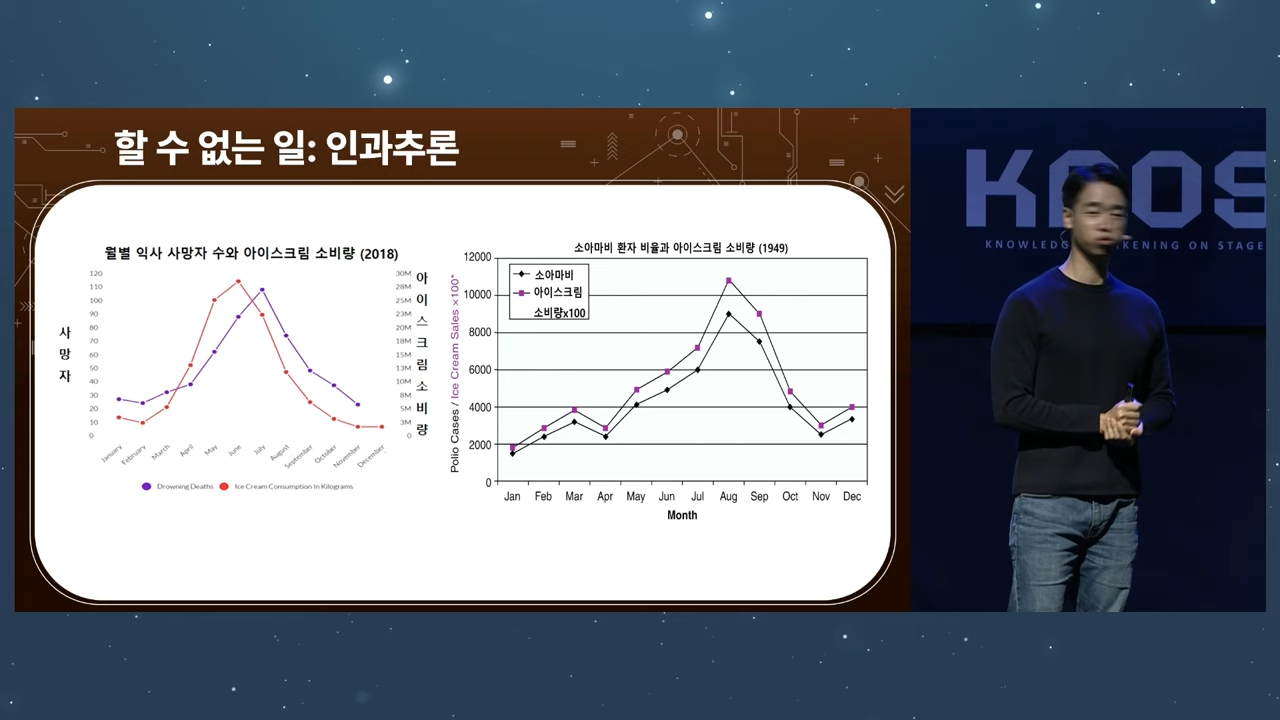 할 수 없는 일: 인과추론
월별 익사 사망자 수와 아이스크림 소비량 (2018)
사망자
120
110
100
90
80
70
60
50
40
30
20
10
0
30M
28M
25M
23M
20M
18M
15M
13M
10M
8M
5M
3M
0
아이스크림소비량
January
February
March
April
May
June
July
August
September
October
November
December
Drowning Deaths
Ice Cream Consumption In Kilograms
소아마비 환자 비율과 아이스크림 소비량 (1949)
Polio Cases / Ice Cream Sales ×100*
12000
10000
8000
6000
4000
2000
0
소아마비
아이스크림
소비량x100
Jan Feb Mar Apr May Jun Jul Aug Sep Oct Nov Dec
Month
KAOS
ON STAGE